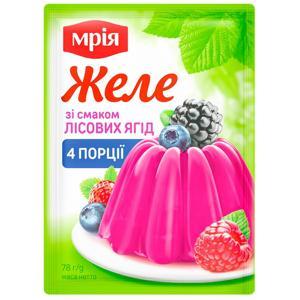 мрія
Желе
зі смаком
ЛІСОВИХ ЯГІД
4 ПОРЦІЇ
78 г/g
маса нетто